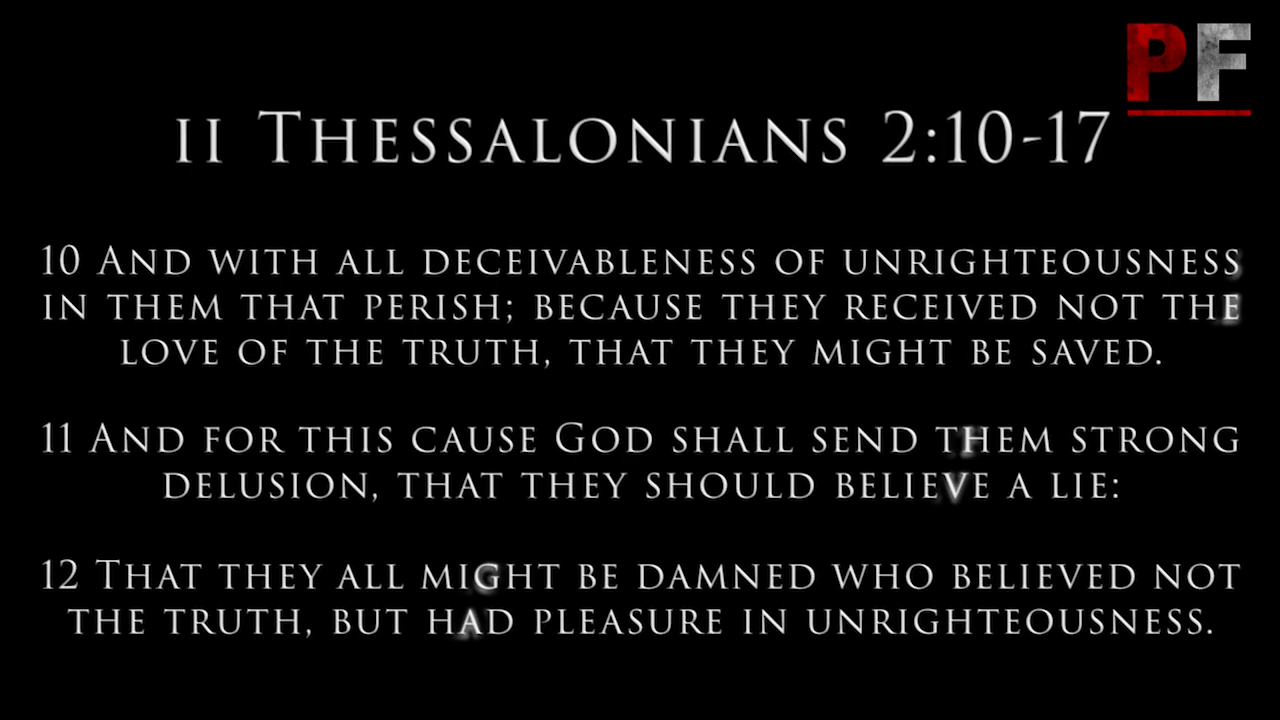 PF
II THESSALONIANS 2:10-17
10 AND WITH ALL DECEIVABLENESS OF UNRIGHTEOUSNESS
IN THEM THAT PERISH; BECAUSE THEY RECEIVED NOT THE
LOVE OF THE TRUTH, THAT THEY MIGHT BE SAVED.
11 AND FOR THIS CAUSE GOD SHALL SEND THEM STRONG
DELUSION, THAT THEY SHOULD BELIEVE A LIE:
12 THAT THEY ALL MIGHT BE DAMNED WHO BELIEVED NOT
THE TRUTH, BUT HAD PLEASURE IN UNRIGHTEOUSNESS.